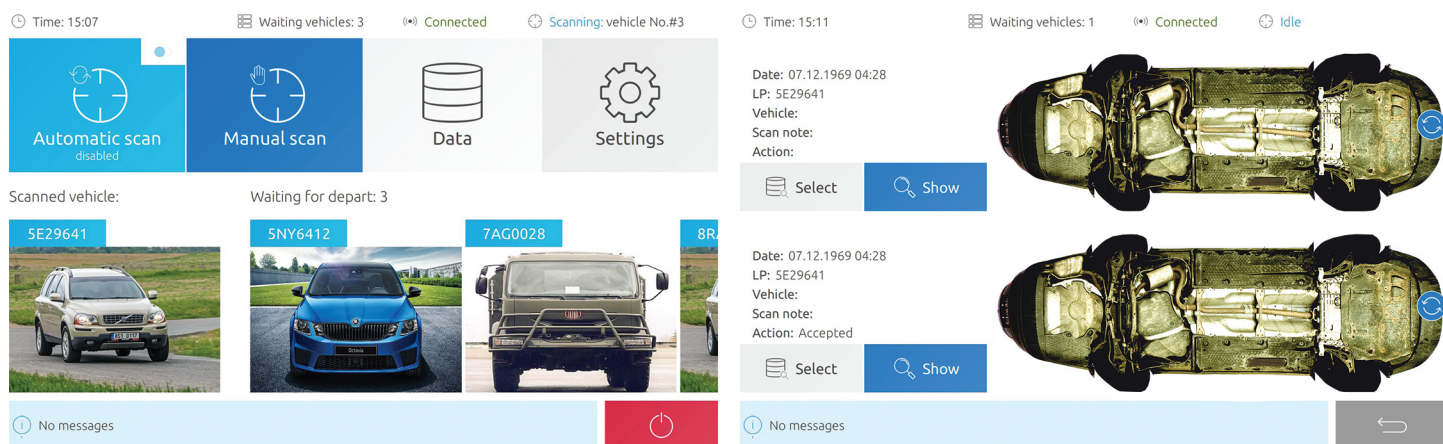 Time: 15:07
Waiting vehicles: 3
Connected
Scanning: vehicle No.#3
Automatic scan
disabled
Manual scan
Data
Settings
Scanned vehicle:
Waiting for depart: 3
5E29641
5NY6412
7AG0028
8R
Octavia
No messages
Time: 15:11
Waiting vehicles: 1
Connected
Idle
Date: 07.12.1969 04:28
LP: 5E29641
Vehicle:
Scan note:
Action:
Select
Show
Date: 07.12.1969 04:28
LP: 5E29641
Vehicle:
Scan note:
Action: Accepted
Select
Show
No messages